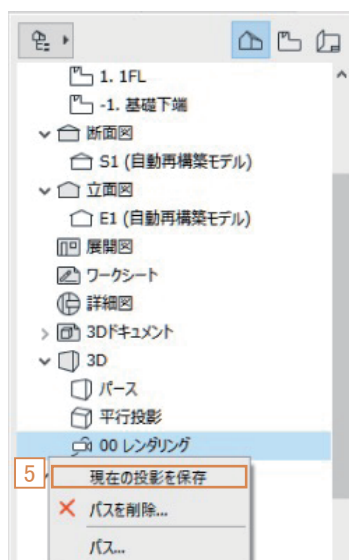 1. 1FL
-1. 基礎下端
断面図
S1 (自動再構築モデル)
立面図
E1 (自動再構築モデル)
展開図
ワークシート
詳細図
3Dドキュメント
3D
パース
平行投影
00 レンダリング
5
現在の投影を保存
パスを削除...
パス...